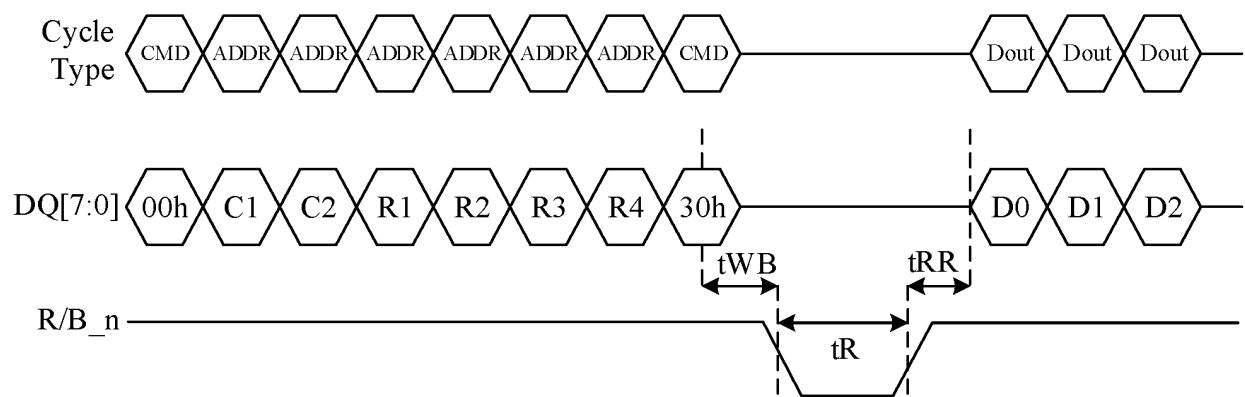 Cycle Type
CMD ADDR ADDR ADDR ADDR ADDR ADDR CMD Dout Dout Dout
DQ[7:0] 00h C1 C2 R1 R2 R3 R4 30h D0 D1 D2
tWB tRR
R/B_n
tR